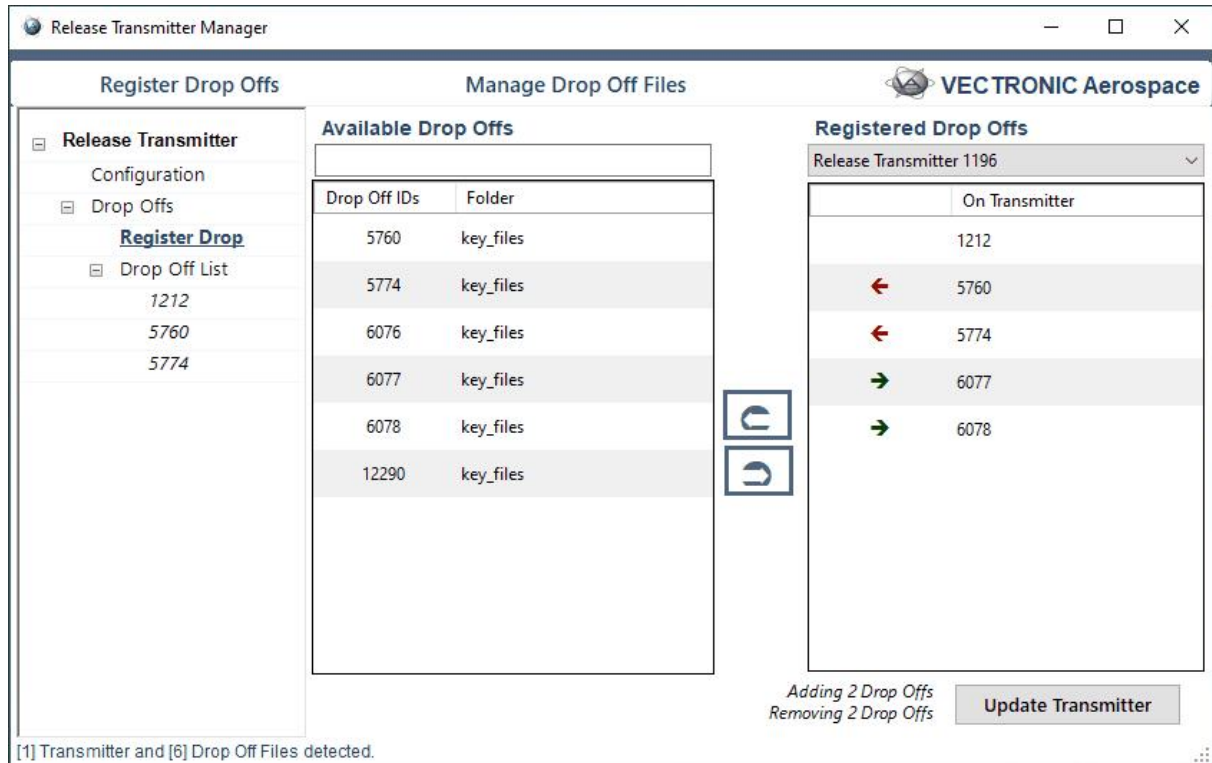 Release Transmitter Manager
Register Drop Offs
Manage Drop Off Files
VECTRONIC Aerospace
Release Transmitter
Configuration
Drop Offs
Register Drop
Drop Off List
1212
5760
5774
Available Drop Offs
Drop Off IDs Folder
5760 key_files
5774 key_files
6076 key_files
6077 key_files
6078 key_files
12290 key_files
Registered Drop Offs
Release Transmitter 1196
On Transmitter
1212
← 5760
← 5774
→ 6077
→ 6078
Adding 2 Drop Offs
Removing 2 Drop Offs
Update Transmitter
[1] Transmitter and [6] Drop Off Files detected.